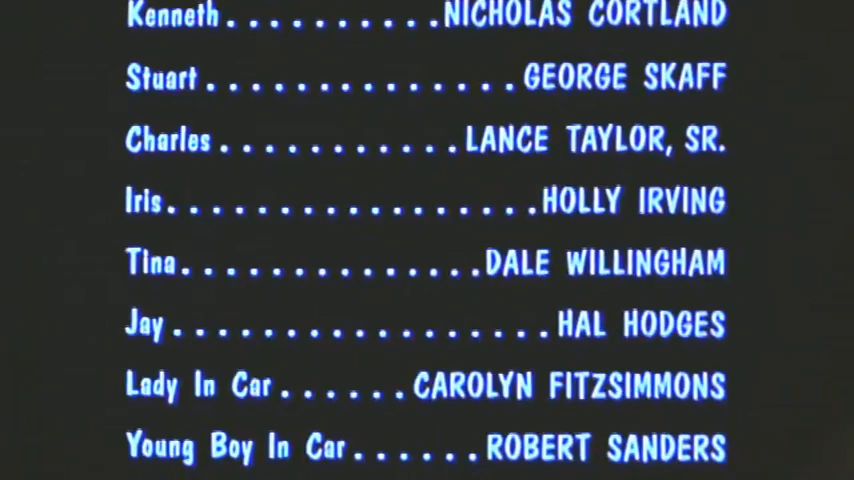 Kenneth..........NICHOLAS CORTLAND
Stuart..............GEORGE SKAFF
Charles...........LANCE TAYLOR, SR.
Iris.................HOLLY IRVING
Tina..............DALE WILLINGHAM
Jay.................HAL HODGES
Lady In Car......CAROLYN FITZSIMMONS
Young Boy In Car......ROBERT SANDERS